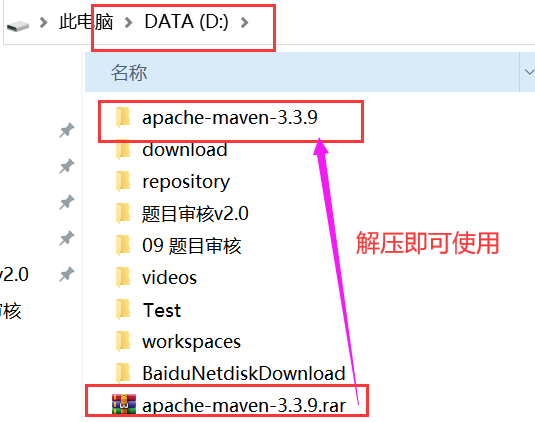 此电脑 > DATA (D:) >
名称
apache-maven-3.3.9
download
repository
题目审核v2.0
09 题目审核
解压即可使用
v2.0
videos
审核
Test
workspaces
BaiduNetdiskDownload
apache-maven-3.3.9.rar